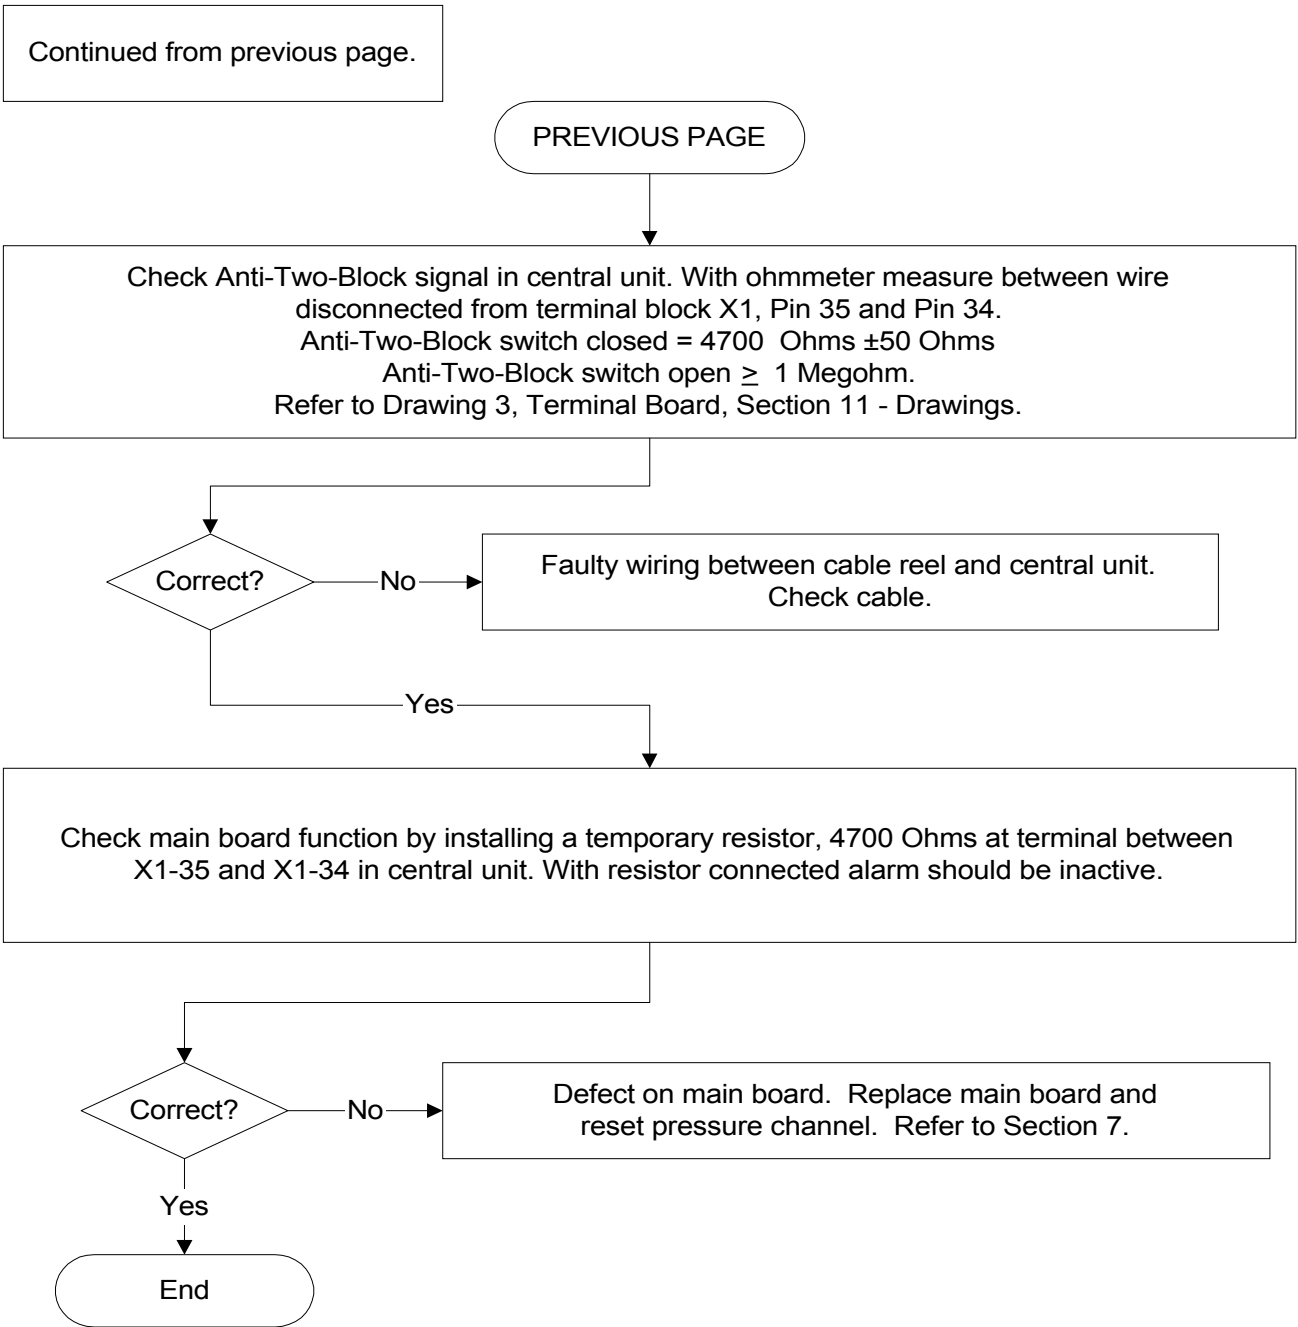 Continued from previous page.
PREVIOUS PAGE
Check Anti-Two-Block signal in central unit. With ohmmeter measure between wire
disconnected from terminal block X1, Pin 35 and Pin 34.
Anti-Two-Block switch closed = 4700  Ohms ±50 Ohms
Anti-Two-Block switch open ≥  1 Megohm.
Refer to Drawing 3, Terminal Board, Section 11 - Drawings.
Correct?
No
Faulty wiring between cable reel and central unit.
Check cable.
Yes
Check main board function by installing a temporary resistor, 4700 Ohms at terminal between
X1-35 and X1-34 in central unit. With resistor connected alarm should be inactive.
Correct?
No
Defect on main board.  Replace main board and
reset pressure channel.  Refer to Section 7.
Yes
End